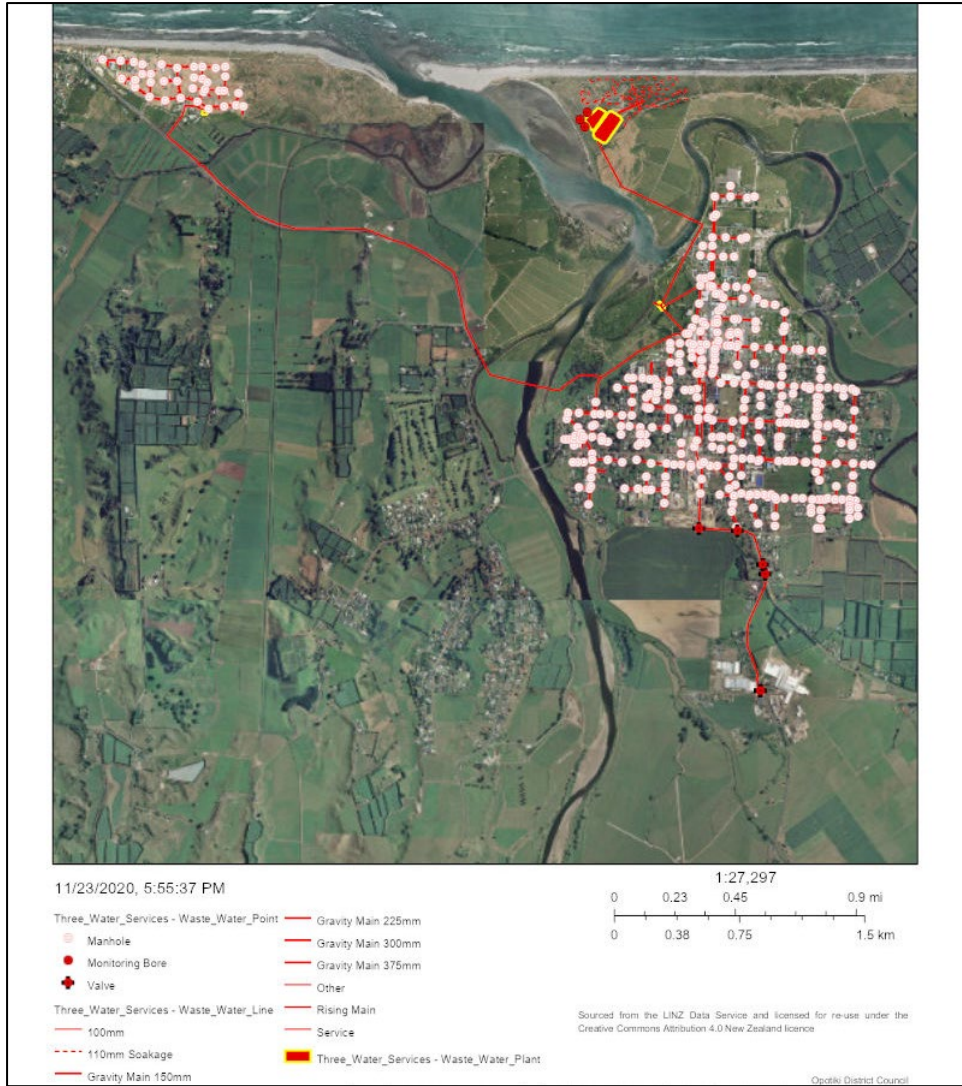 11/23/2020, 5:55:37 PM
Three_Water_Services - Waste_Water_Point
Manhole
Monitoring Bore
Valve
Three_Water_Services - Waste_Water_Line
100mm
110mm Soakage
Gravity Main 150mm
Gravity Main 225mm
Gravity Main 300mm
Gravity Main 375mm
Other
Rising Main
Service
Three_Water_Services - Waste_Water_Plant
1:27,297
0 0.23 0.45 0.9 mi
0 0.38 0.75 1.5 km
Sourced from the LINZ Data Service and licensed for re-use under the
Creative Commons Attribution 4.0 New Zealand licence
Opotiki District Council